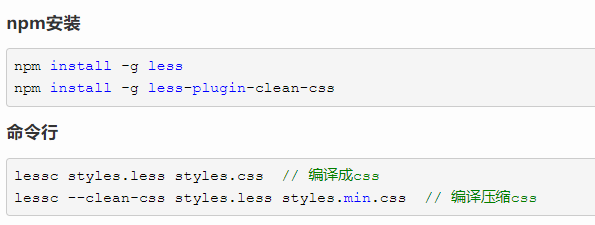 npm安装
npm install -g less
npm install -g less-plugin-clean-css
命令行
lessc styles.less styles.css  // 编译成css
lessc --clean-css styles.less styles.min.css  // 编译压缩css